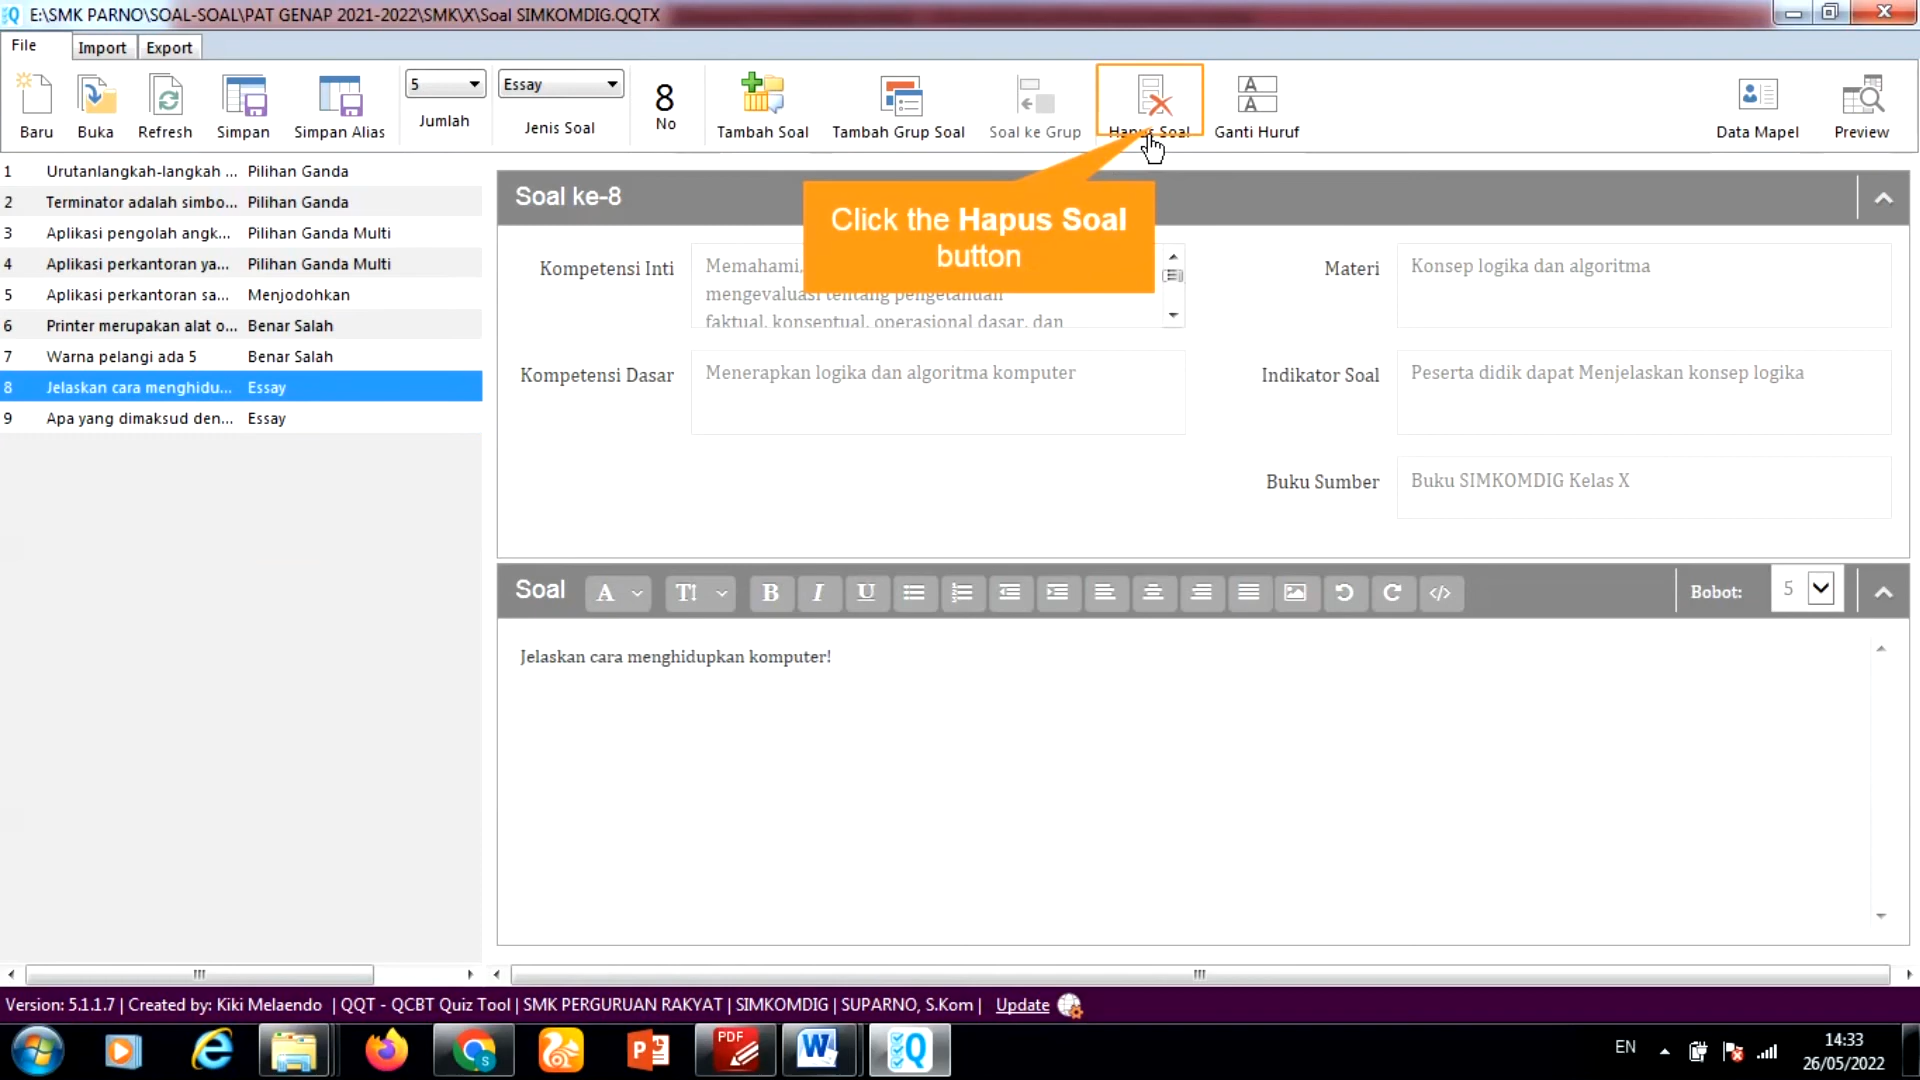 E:\SMK PARNO\SOAL-SOAL\PAT GENAP 2021-2022\SMK\X\Soal SIMKOMDIG.QQTX
File Import Export
5 Essay 8
Jumlah Jenis Soal No
Baru Buka Refresh Simpan Simpan Alias Tambah Soal Tambah Grup Soal Soal ke Grup Hapus Soal Ganti Huruf Data Mapel Preview
Click the Hapus Soal
button
1 Urutanlangkah-langkah ... Pilihan Ganda
2 Terminator adalah simbo... Pilihan Ganda
3 Aplikasi pengolah angk... Pilihan Ganda Multi
4 Aplikasi perkantoran ya... Pilihan Ganda Multi
5 Aplikasi perkantoran sa... Menjodohkan
6 Printer merupakan alat o... Benar Salah
7 Warna pelangi ada 5 Benar Salah
8 Jelaskan cara menghidu... Essay
9 Apa yang dimaksud den... Essay
Soal ke-8
Kompetensi Inti Memahami,
mengevaluasi tentang pengetahuan
faktual, konseptual, operasional dasar, dan
Materi Konsep logika dan algoritma
Kompetensi Dasar Menerapkan logika dan algoritma komputer
Indikator Soal Peserta didik dapat Menjelaskan konsep logika
Buku Sumber Buku SIMKOMDIG Kelas X
Soal Bobot: 5
Jelaskan cara menghidupkan komputer!
Version: 5.1.1.7 | Created by: Kiki Melaendo | QQT - QCBT Quiz Tool | SMK PERGURUAN RAKYAT | SIMKOMDIG | SUPARNO, S.Kom | Update
EN 14:33
26/05/2022